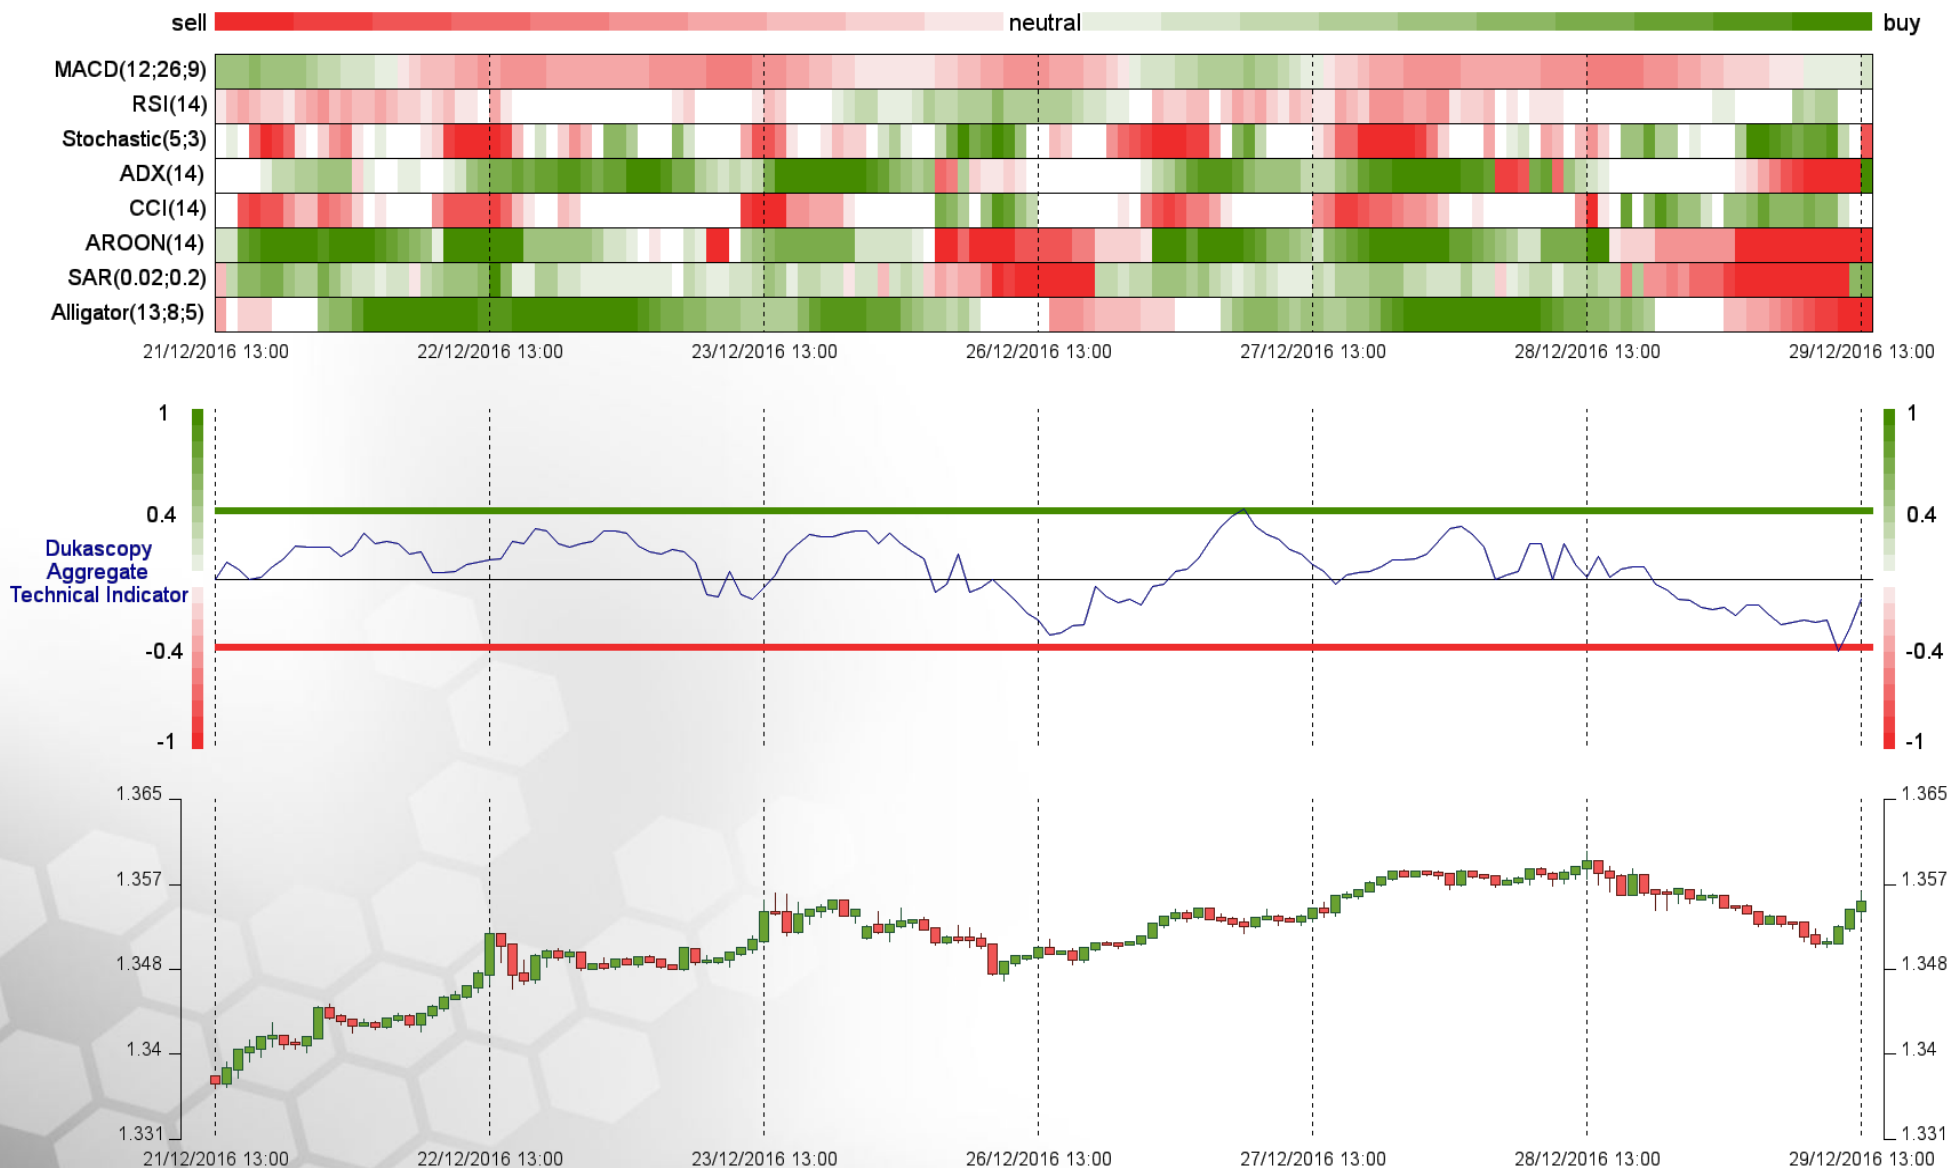 sell neutral buy
MACD(12;26;9)
RSI(14)
Stochastic(5;3)
ADX(14)
CCI(14)
AROON(14)
SAR(0.02;0.2)
Alligator(13;8;5)
21/12/2016 13:00 22/12/2016 13:00 23/12/2016 13:00 26/12/2016 13:00 27/12/2016 13:00 28/12/2016 13:00 29/12/2016 13:00
1 1
0.4 0.4
Dukascopy
Aggregate
Technical Indicator
-0.4 -0.4
-1 -1
1.365 1.365
1.357 1.357
1.348 1.348
1.34 1.34
1.331 1.331
21/12/2016 13:00 22/12/2016 13:00 23/12/2016 13:00 26/12/2016 13:00 27/12/2016 13:00 28/12/2016 13:00 29/12/2016 13:00